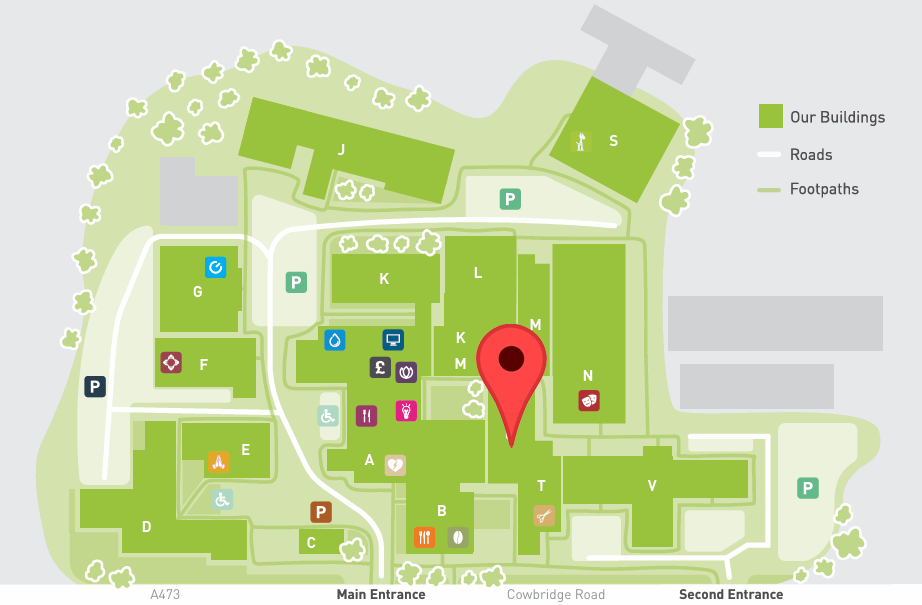 S
Our Buildings
J
Roads
Footpaths
P
L
K
G
P
M
K
£
M
F
N
P
A
E
T
V
P
B
P
D
C
A473
Main Entrance
Cowbridge Road
Second Entrance